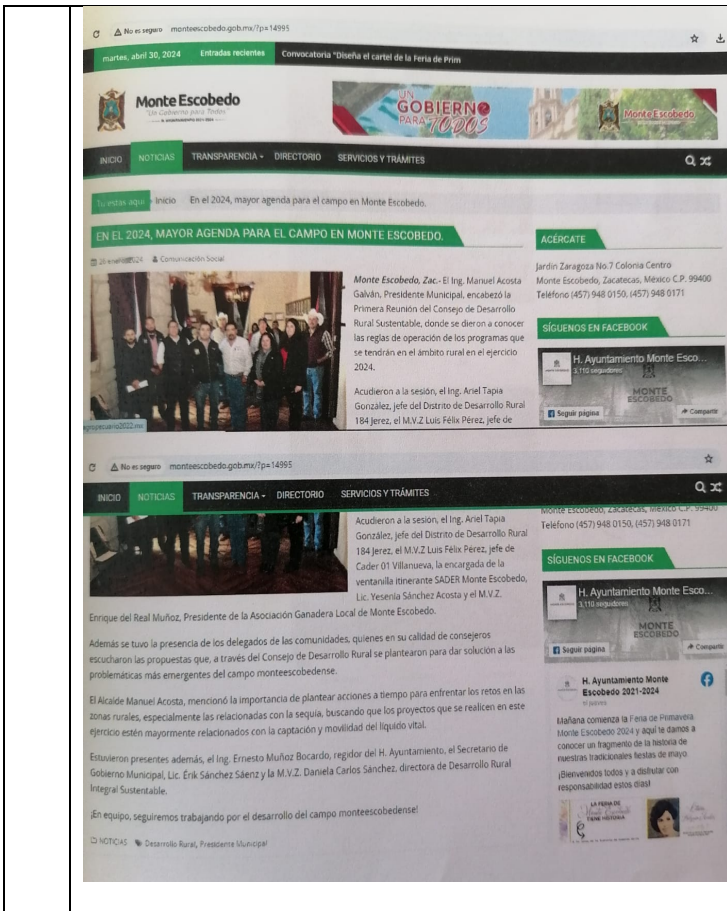 No es seguro monteescobedo.gob.mx/?p=14995
martes, abril 30, 2024 Entradas recientes Convocatoria "Diseña el cartel de la Feria de Prim
Monte Escobedo
"Un Gobierno para Todos"
UN
GOBIERNO
PARA TODOS
Monte Escobedo
INICIO NOTICIAS TRANSPARENCIA DIRECTORIO SERVICIOS Y TRÁMITES
Tu estas aqui Inicio En el 2024, mayor agenda para el campo en Monte Escobedo.
EN EL 2024, MAYOR AGENDA PARA EL CAMPO EN MONTE ESCOBEDO.
Comunicación Social
Monte Escobedo, Zac.- El Ing. Manuel Acosta
Galván, Presidente Municipal, encabezó la
Primera Reunión del Consejo de Desarrollo
Rural Sustentable, donde se dieron a conocer
las reglas de operación de los programas que
se tendrán en el ámbito rural en el ejercicio
2024.
Acudieron a la sesión, el Ing. Ariel Tapia
González, jefe del Distrito de Desarrollo Rural
184 Jerez, el M.V.Z Luis Félix Pérez, jefe de
agropecuario2022.mx
ACÉRCATE
Jardín Zaragoza No.7 Colonia Centro
Monte Escobedo, Zacatecas, México C.P. 99400
Teléfono (457) 948 0150, (457) 948 0171
SÍGUENOS EN FACEBOOK
H. Ayuntamiento Monte Esco...
3,110 seguidores
MONTE
ESCOBEDO
Seguir página Compartir
No es seguro monteescobedo.gob.mx/?p=14995
INICIO NOTICIAS TRANSPARENCIA DIRECTORIO SERVICIOS Y TRÁMITES
Acudieron a la sesión, el Ing. Ariel Tapia
González, jefe del Distrito de Desarrollo Rural
184 Jerez, el M.V.Z Luis Félix Pérez, jefe de
Cader 01 Villanueva, la encargada de la
ventanilla itinerante SADER Monte Escobedo,
Lic. Yesenia Sánchez Acosta y el M.V.Z.
Enrique del Real Muñoz, Presidente de la Asociación Ganadera Local de Monte Escobedo.
Además se tuvo la presencia de los delegados de las comunidades, quienes en su calidad de consejeros
escucharon las propuestas que, a través del Consejo de Desarrollo Rural se plantearon para dar solución a las
problemáticas más emergentes del campo monteescobedense.
El Alcalde Manuel Acosta, mencionó la importancia de plantear acciones a tiempo para enfrentar los retos en las
zonas rurales, especialmente las relacionadas con la sequía, buscando que los proyectos que se realicen en este
ejercicio estén mayormente relacionados con la captación y movilidad del líquido vital.
Estuvieron presentes además, el Ing. Ernesto Muñoz Bocardo, regidor del H. Ayuntamiento, el Secretario de
Gobierno Municipal, Lic. Érik Sánchez Sáenz y la M.V.Z. Daniela Carlos Sánchez, directora de Desarrollo Rural
Integral Sustentable.
¡En equipo, seguiremos trabajando por el desarrollo del campo monteescobedense!
NOTICIAS Desarrollo Rural, Presidente Municipal
Monte Escobedo, Zacatecas, México C.P. 99400
Teléfono (457) 948 0150, (457) 948 0171
SÍGUENOS EN FACEBOOK
H. Ayuntamiento Monte Esco...
3,110 seguidores
MONTE
ESCOBEDO
Seguir página Compartir
H. Ayuntamiento Monte
Escobedo 2021-2024
Mañana comienza la Feria de Primavera
Monte Escobedo 2024 y aquí te damos a
conocer un fragmento de la historia de
nuestras tradicionales fiestas de mayo.
¡Bienvenidos todos y a disfrutar con
responsabilidad estos días!
LA FERIA DE
Monte Escobedo
TIENE HISTORIA